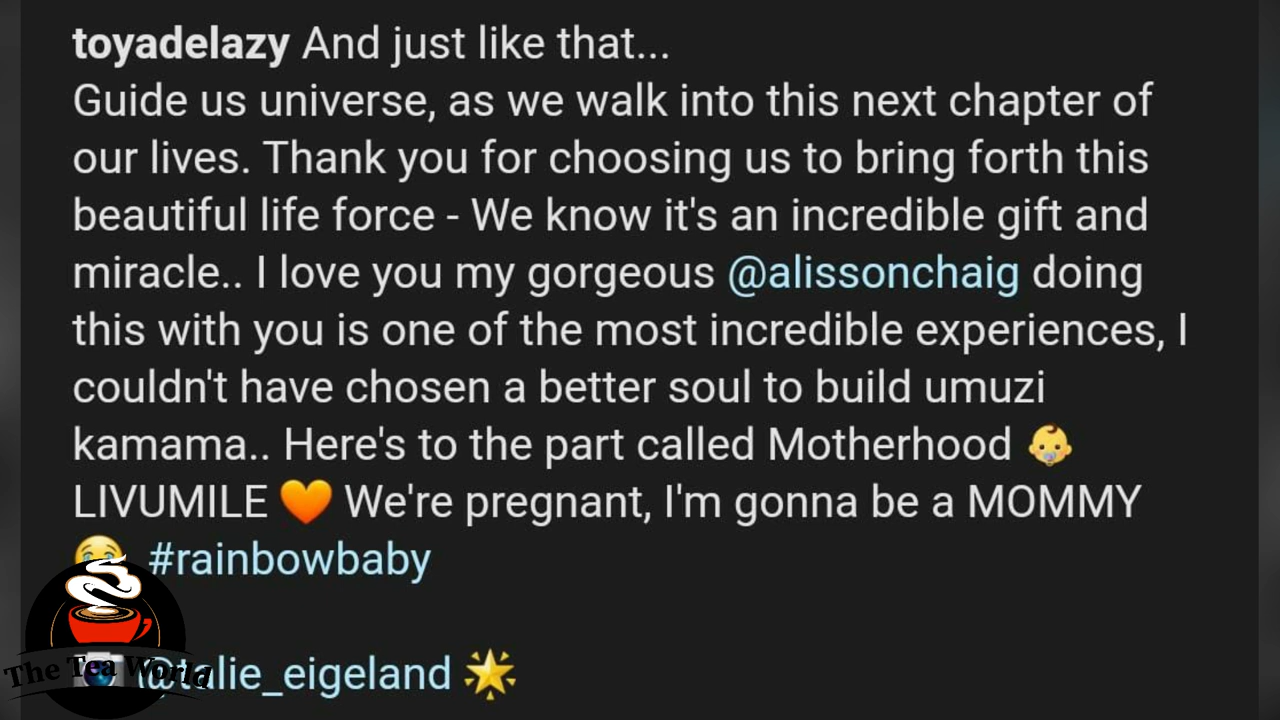 toyadelazy And just like that...
Guide us universe, as we walk into this next chapter of
our lives. Thank you for choosing us to bring forth this
beautiful life force - We know it's an incredible gift and
miracle.. I love you my gorgeous @alissonchaig doing
this with you is one of the most incredible experiences, I
couldn't have chosen a better soul to build umuzi
kamama.. Here's to the part called Motherhood 👶
LIVUMILE 🧡 We're pregnant, I'm gonna be a MOMMY
😭 #rainbowbaby
📷 @tulie_eigeland 🌟
The Tea World